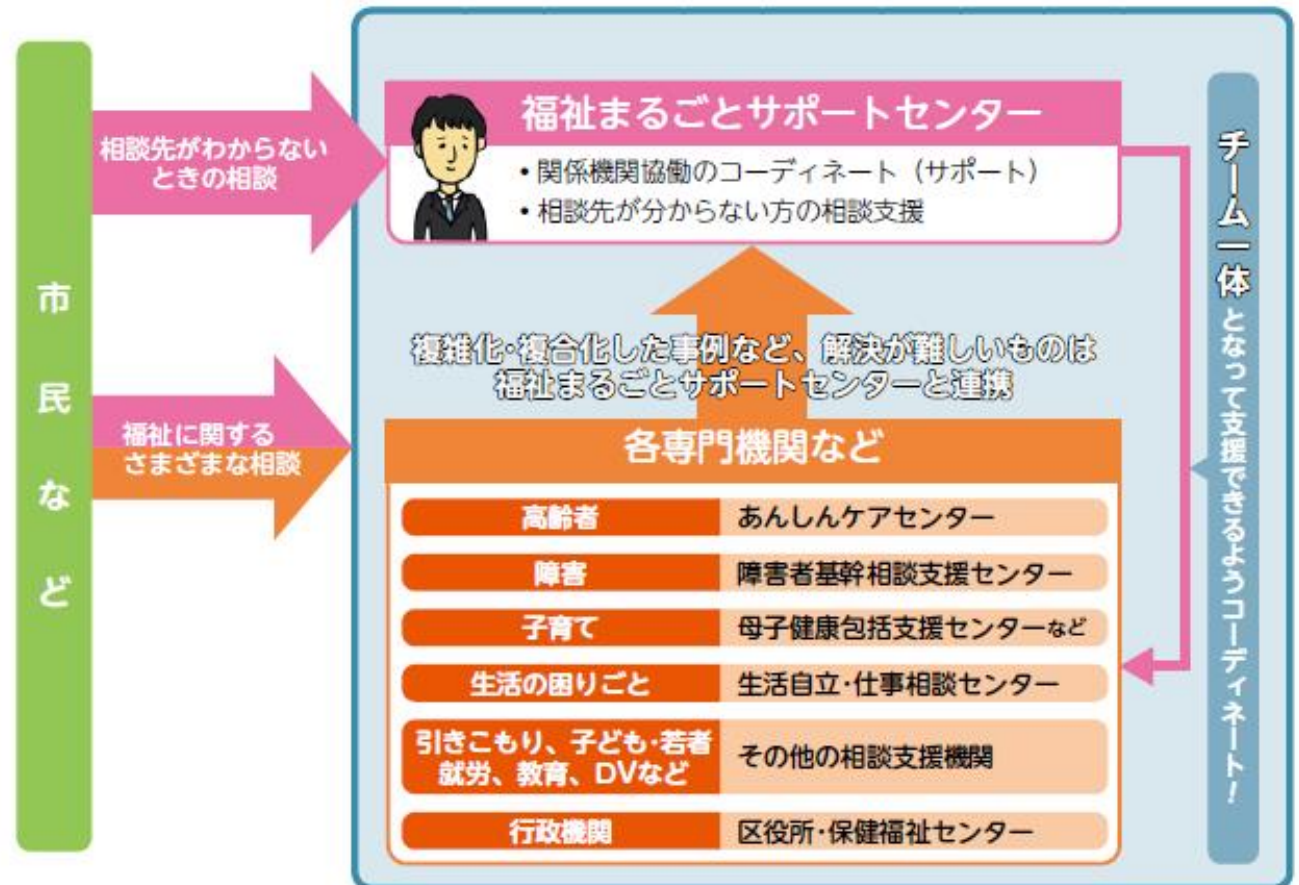 市民など
相談先がわからない
ときの相談
福祉に関する
さまざまな相談
福祉まるごとサポートセンター
•関係機関協働のコーディネート（サポート）
•相談先が分からない方の相談支援
複雑化･複合化した事例など、解決が難しいものは
福祉まるごとサポートセンターと連携
各専門機関など
高齢者 あんしんケアセンター
障害 障害者基幹相談支援センター
子育て 母子健康包括支援センターなど
生活の困りごと 生活自立･仕事相談センター
引きこもり、子ども･若者
就労、教育、DVなど
その他の相談支援機関
行政機関 区役所･保健福祉センター
チーム一体となって支援できるようコーディネート！